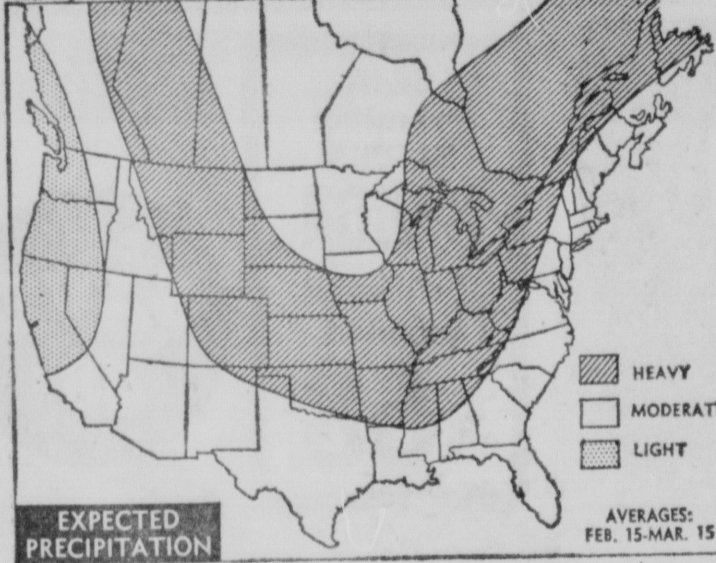 HEAVY
MODERAT
LIGHT
EXPECTED
PRECIPITATION
AVERAGES:
FEB. 15-MAR. 15